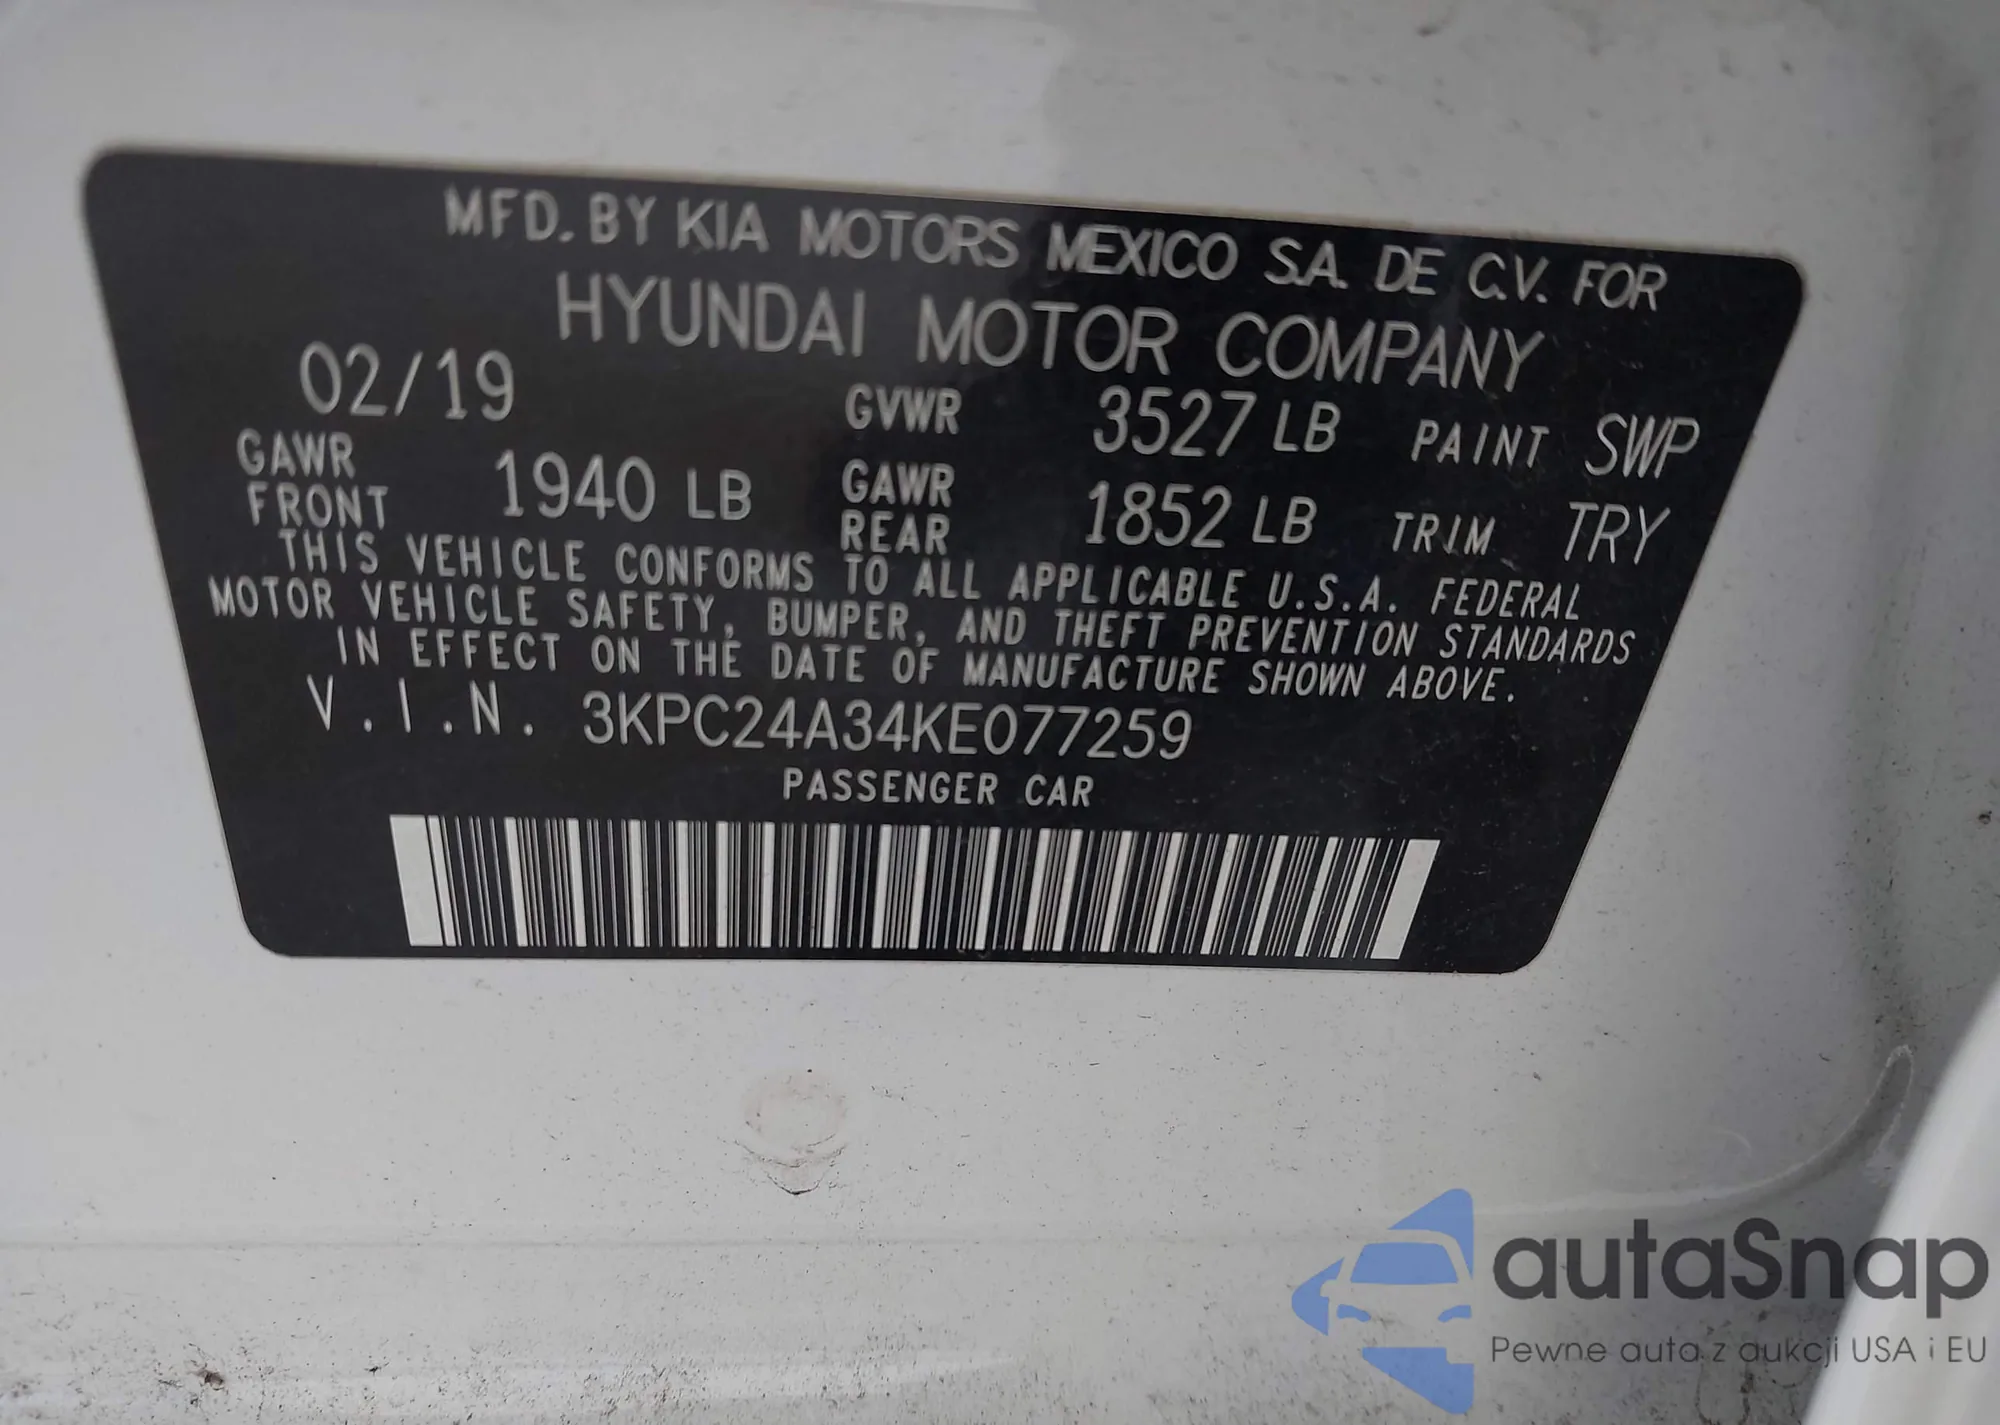 MFD. BY KIA MOTORS MEXICO S.A. DE C.V. FOR
HYUNDAI MOTOR COMPANY
02/19 GVWR 3527 LB PAINT SWP
GAWR FRONT 1940 LB GAWR REAR 1852 LB TRIM TRY
THIS VEHICLE CONFORMS TO ALL APPLICABLE U.S.A. FEDERAL
MOTOR VEHICLE SAFETY, BUMPER, AND THEFT PREVENTION STANDARDS
IN EFFECT ON THE DATE OF MANUFACTURE SHOWN ABOVE.
V.I.N. 3KPC24A34KE077259
PASSENGER CAR
autaSnap
Pewne auta z aukcji USA i EU